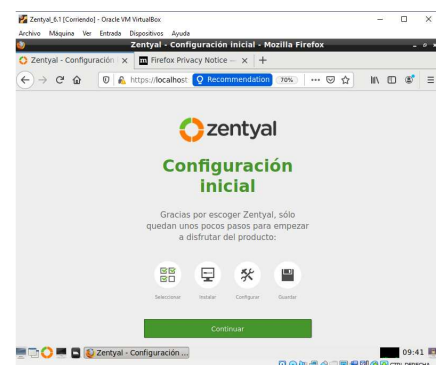 Zentyal_6.1 [Corriendo] - Oracle VM VirtualBox
Archivo Máquina Ver Entrada Dispositivos Ayuda
Zentyal - Configuración inicial - Mozilla Firefox
Zentyal - Configuración
Firefox Privacy Notice —
https://localhost Recommendation 70%
zentyal
Configuración
inicial
Gracias por escoger Zentyal, sólo
quedan unos pocos pasos para empezar
a disfrutar del producto:
Seleccionar Instalar Configurar Guardar
Continuar
Zentyal - Configuración ...
09:41
CTRL DERECHA